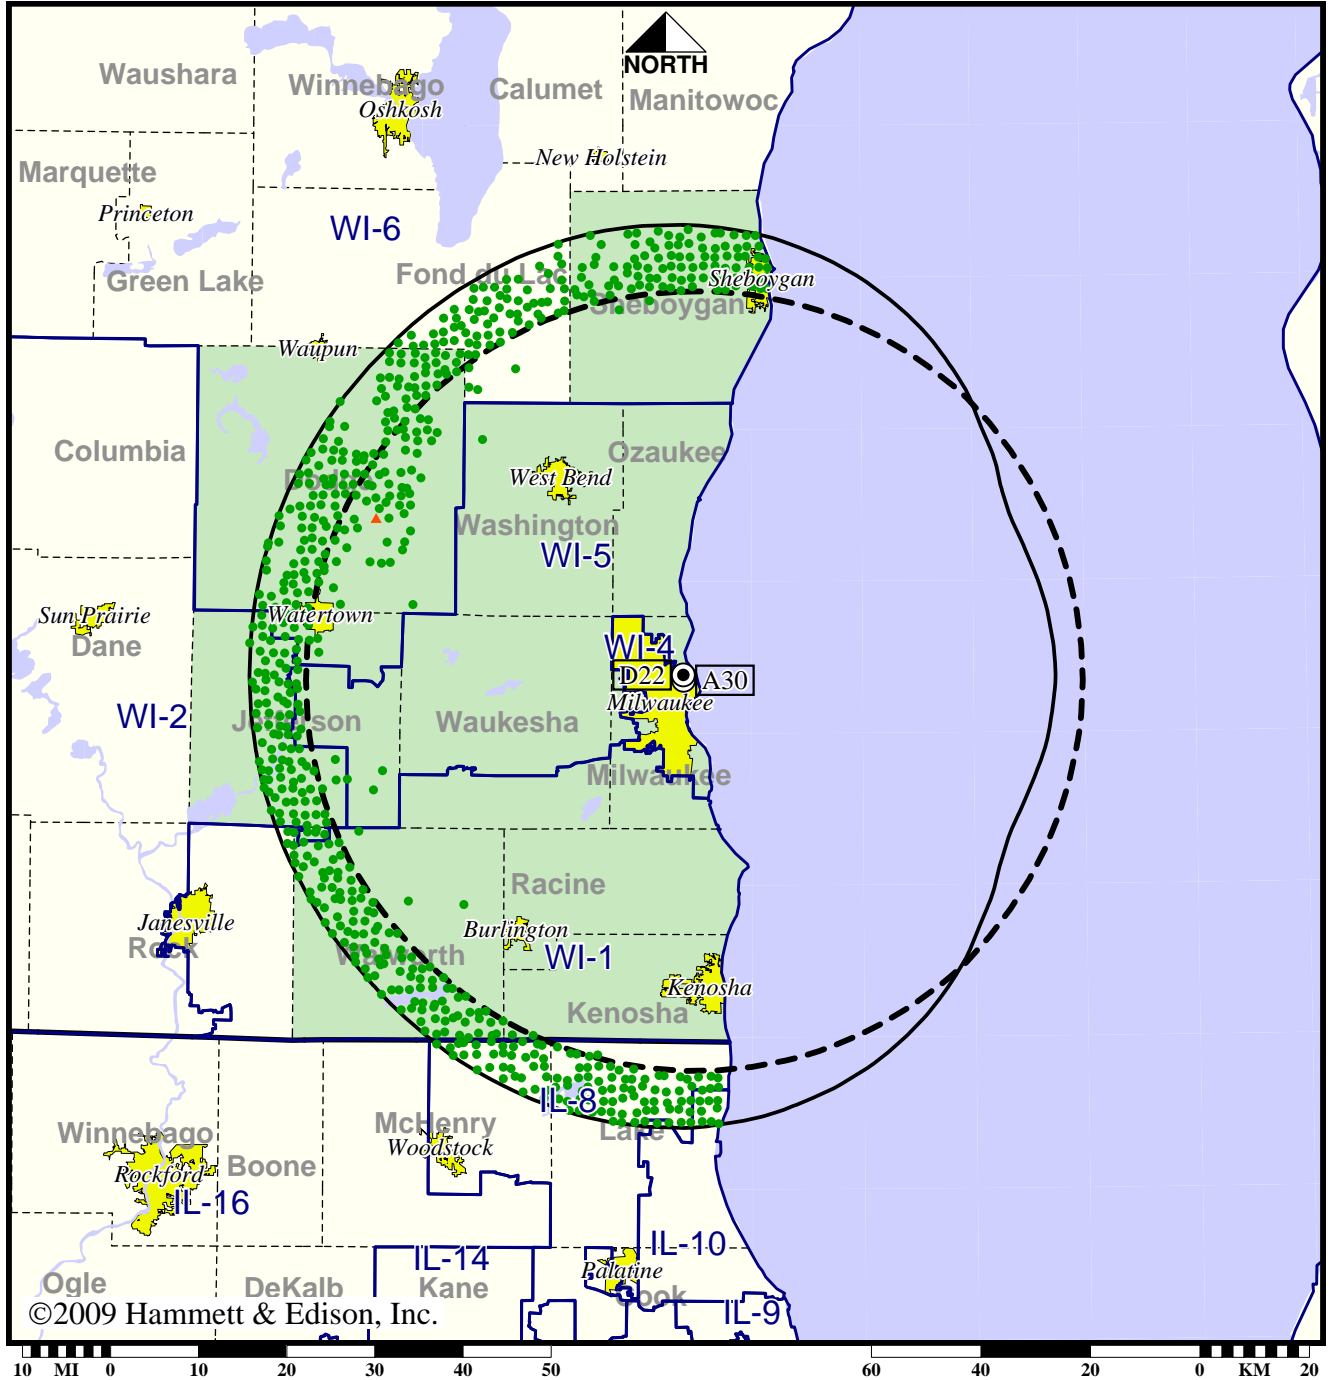 NORTH
Waushara
Winnebago
Oshkosh
Calumet
Manitowoc
New Holstein
Marquette
Princeton
WI-6
Green Lake
Fond du Lac
Sheboygan
Sheboygan
Waupun
Columbia
Dodge
Ozaukee
West Bend
Washington
WI-5
Sun Prairie
Dane
Watertown
WI-4
D22
A30
Milwaukee
WI-2
Jefferson
Waukesha
Milwaukee
Racine
Janesville
Rock
Burlington
Walworth
WI-1
Kenosha
Kenosha
IL-8
McHenry
Lake
Winnebago
Woodstock
Boone
Rockford
IL-16
IL-10
IL-14
Palatine
Ogle
DeKalb
Kane
Cook
IL-9
©2009 Hammett & Edison, Inc.
10 MI 0 10 20 30 40 50
60 40 20 0 KM 20